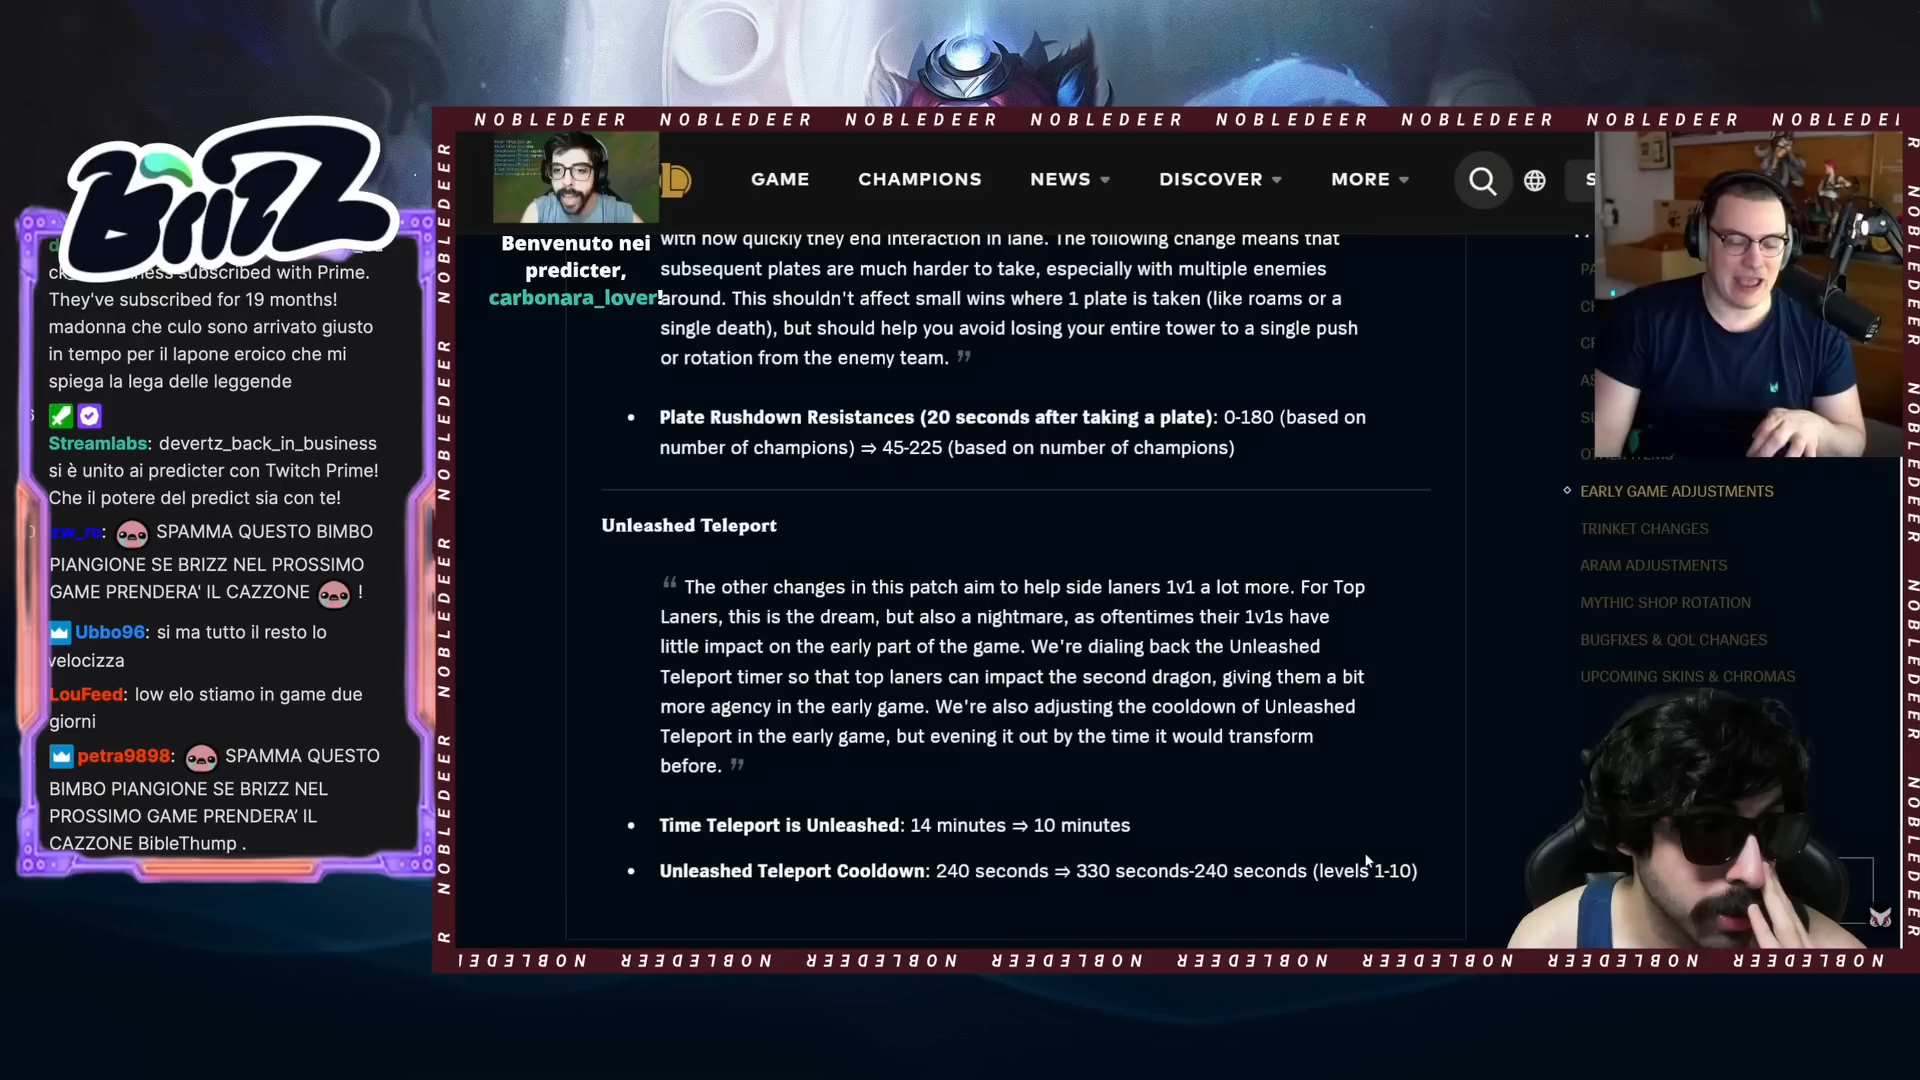 NOBLEDEER NOBLEDEER NOBLEDEER NOBLEDEER NOBLEDEER NOBLEDEER NOBLEDEER NOBLEDE
Brizz
subscribed with Prime.
They've subscribed for 19 months!
madonna che culo sono arrivato giusto
in tempo per il lapone eroico che mi
spiega la lega delle leggende
Streamlabs: devertz_back_in_business
si è unito ai predicter con Twitch Prime!
Che il potere del predict sia con te!
SPAMMA QUESTO BIMBO
PIANGIONE SE BRIZZ NEL PROSSIMO
GAME PRENDERA' IL CAZZONE !
Ubbo96: si ma tutto il resto lo
velocizza
LouFeed: low elo stiamo in game due
giorni
petra9898: SPAMMA QUESTO
BIMBO PIANGIONE SE BRIZZ NEL
PROSSIMO GAME PRENDERA' IL
CAZZONE BibleThump .
GAME CHAMPIONS NEWS DISCOVER MORE S
Benvenuto nei
predicter,
carbonara_lover!
with how quickly they end interaction in lane. The following change means that
subsequent plates are much harder to take, especially with multiple enemies
around. This shouldn't affect small wins where 1 plate is taken (like roams or a
single death), but should help you avoid losing your entire tower to a single push
or rotation from the enemy team. ”
• Plate Rushdown Resistances (20 seconds after taking a plate): 0-180 (based on
number of champions) ⇒ 45-225 (based on number of champions)
Unleashed Teleport
“ The other changes in this patch aim to help side laners 1v1 a lot more. For Top
Laners, this is the dream, but also a nightmare, as oftentimes their 1v1s have
little impact on the early part of the game. We're dialing back the Unleashed
Teleport timer so that top laners can impact the second dragon, giving them a bit
more agency in the early game. We're also adjusting the cooldown of Unleashed
Teleport in the early game, but evening it out by the time it would transform
before. ”
• Time Teleport is Unleashed: 14 minutes ⇒ 10 minutes
• Unleashed Teleport Cooldown: 240 seconds ⇒ 330 seconds-240 seconds (levels 1-10)
EARLY GAME ADJUSTMENTS
TRINKET CHANGES
ARAM ADJUSTMENTS
MYTHIC SHOP ROTATION
BUGFIXES & QOL CHANGES
UPCOMING SKINS & CHROMAS
NOBLEDEER NOBLEDEER NOBLEDEER NOBLEDEER NOBLEDEER NOBLEDEER NOBLEDEER NOBLEDEER